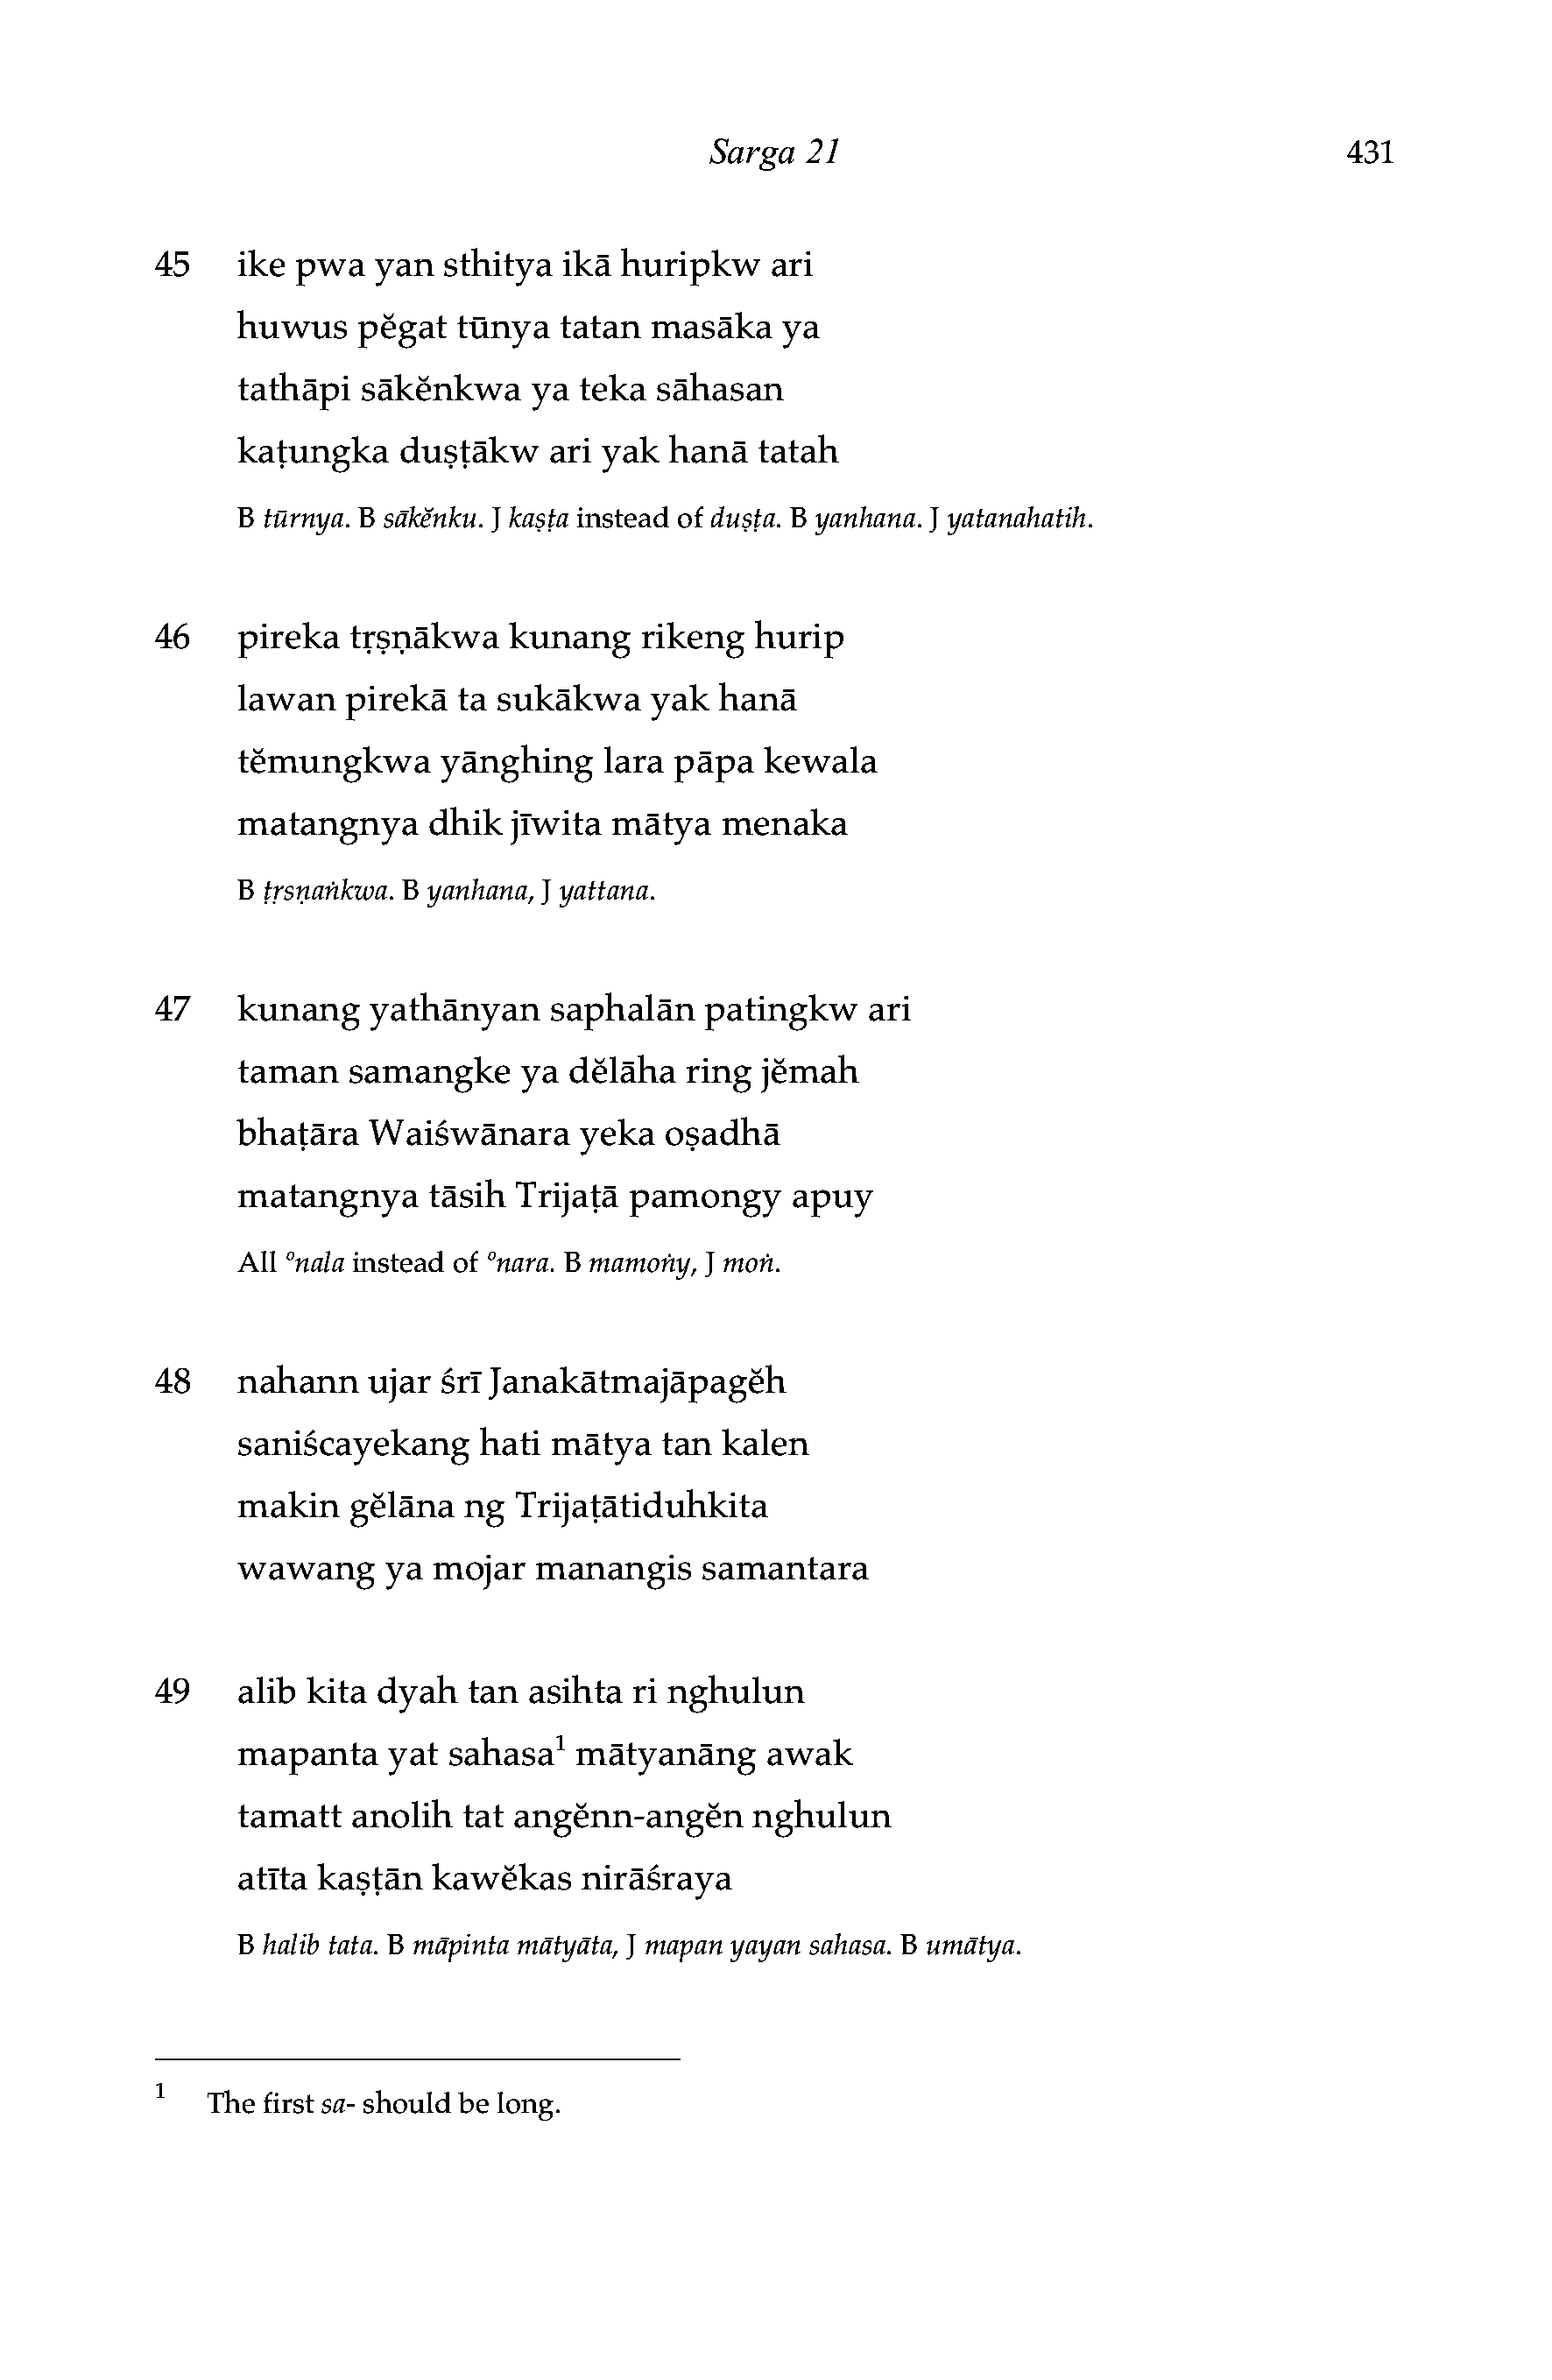 Sarga 21 431
45 ike pwa yan sthitya ikā huripkw ari
huwus pĕgat tūnya tatan masāka ya
tathāpi sākĕnkwa ya teka sāhasan
kaṭungka duṣṭākw ari yak hanā tatah
B tūrnya. B sākĕnku. J kaṣṭa instead of duṣṭa. B yanhana. J yatanahatih.
46 pireka tṛṣṇākwa kunang rikeng hurip
lawan pirekā ta sukākwa yak hanā
tĕmungkwa yānghing lara pāpa kewala
matangnya dhik jīwita mātya menaka
B ṭṛsṇaṅkwa. B yanhana, J yattana.
47 kunang yathānyan saphalān patingkw ari
taman samangke ya dĕlāha ring jĕmah
bhaṭāra Waiśwānara yeka oṣadhā
matangnya tāsih Trijaṭā pamongy apuy
All ºnala instead of ºnara. B mamoṅy, J moṅ.
48 nahann ujar śrī Janakātmajāpagĕh
saniścayekang hati mātya tan kalen
makin gĕlāna ng Trijaṭātiduhkita
wawang ya mojar manangis samantara
49 alib kita dyah tan asihta ri nghulun
mapanta yat sahasa¹ mātyanāng awak
tamatt anolih tat angĕnn-angĕn nghulun
atīta kaṣṭān kawĕkas nirāśraya
B halib tata. B māpinta mātyāta, J mapan yayan sahasa. B umātya.
1 The first sa- should be long.